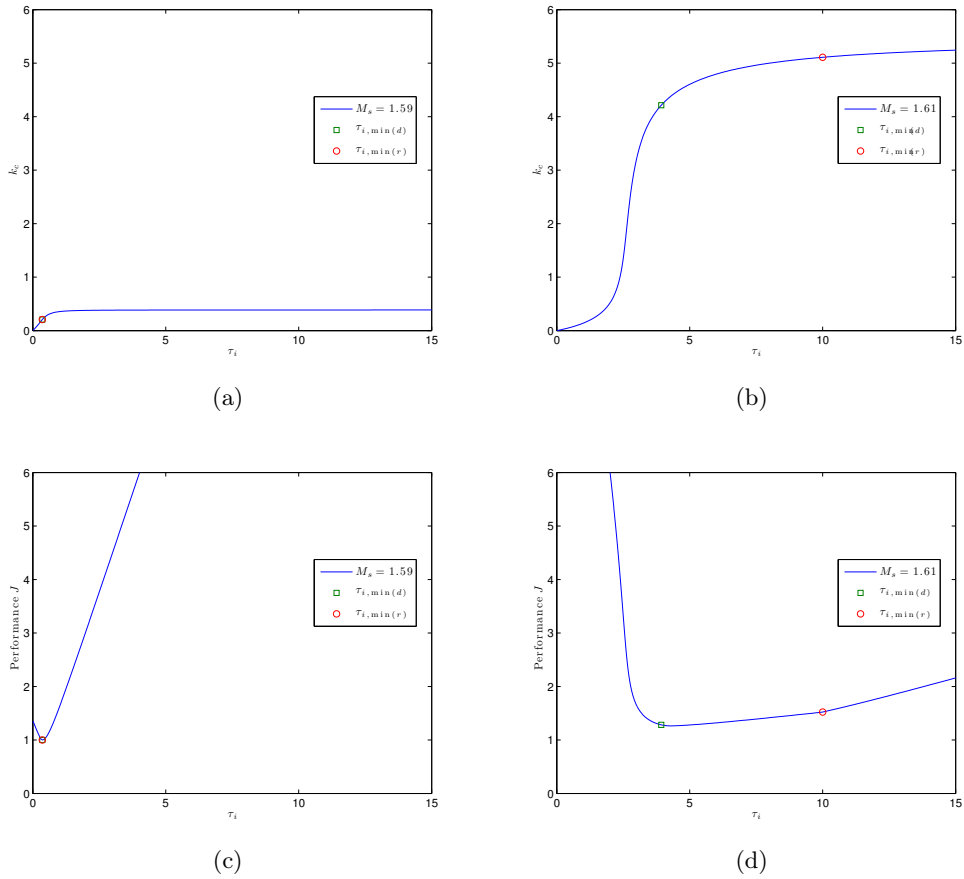 6
5
4
3
2
1
0
0 5 10 15
k_c
τ_i
M_s = 1.59
τ_{i,min(d)}
τ_{i,min(r)}
(a)
6
5
4
3
2
1
0
0 5 10 15
k_c
τ_i
M_s = 1.61
τ_{i,min(d)}
τ_{i,min(r)}
(b)
6
5
4
3
2
1
0
0 5 10 15
Performance J
τ_i
M_s = 1.59
τ_{i,min(d)}
τ_{i,min(r)}
(c)
6
5
4
3
2
1
0
0 5 10 15
Performance J
τ_i
M_s = 1.61
τ_{i,min(d)}
τ_{i,min(r)}
(d)